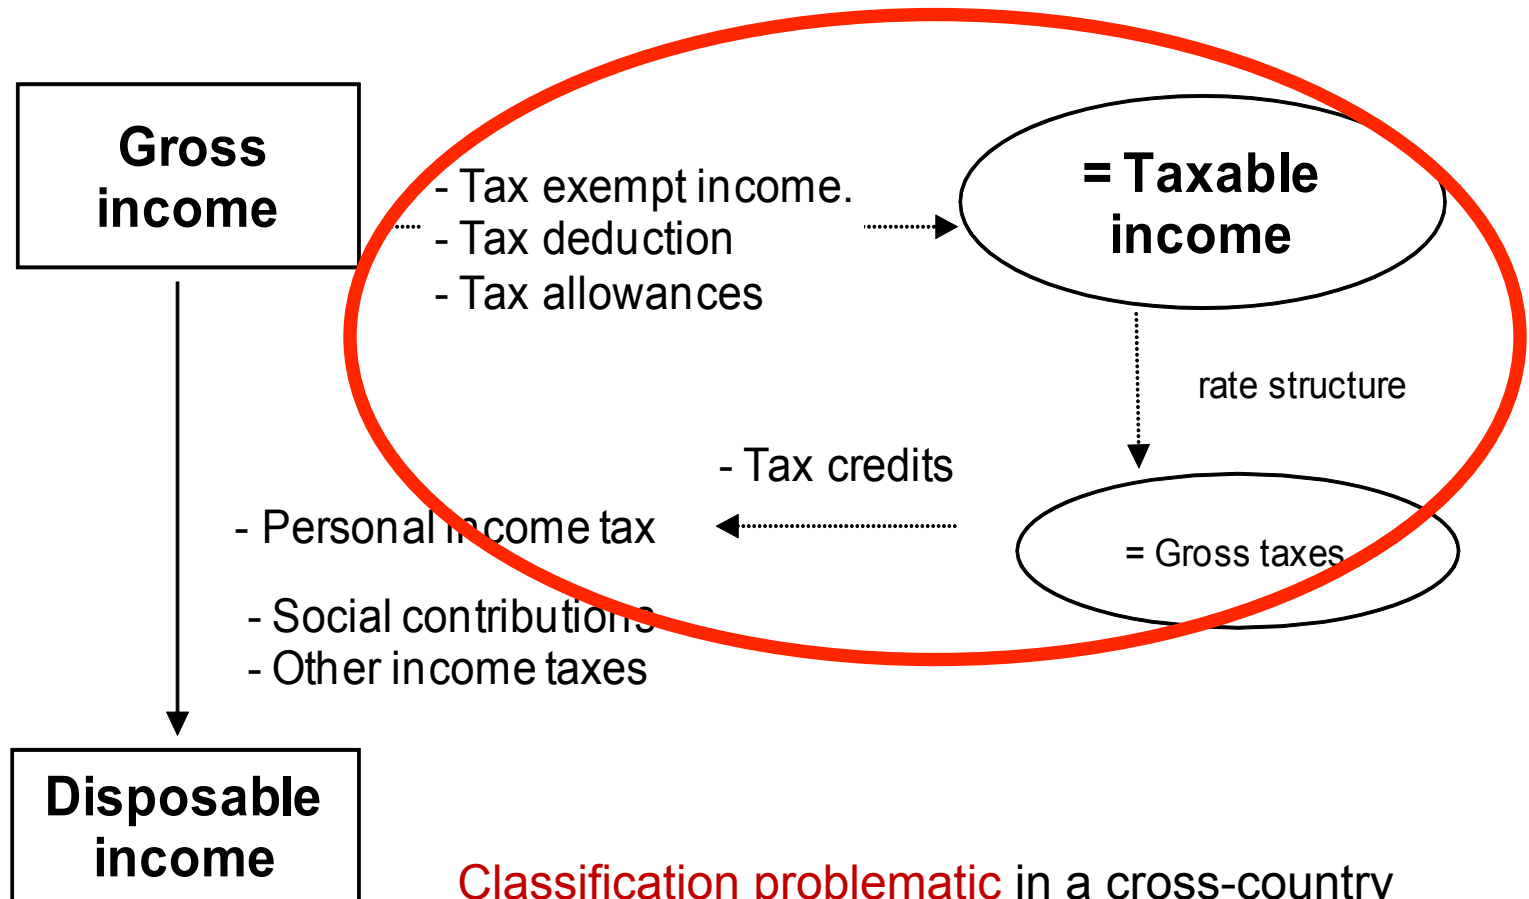 Gross
income
- Tax exempt income.
- Tax deduction
- Tax allowances
= Taxable
income
rate structure
- Tax credits
- Personal income tax
= Gross taxes
- Social contributions
- Other income taxes
Disposable
income
Classification problematic in a cross-country